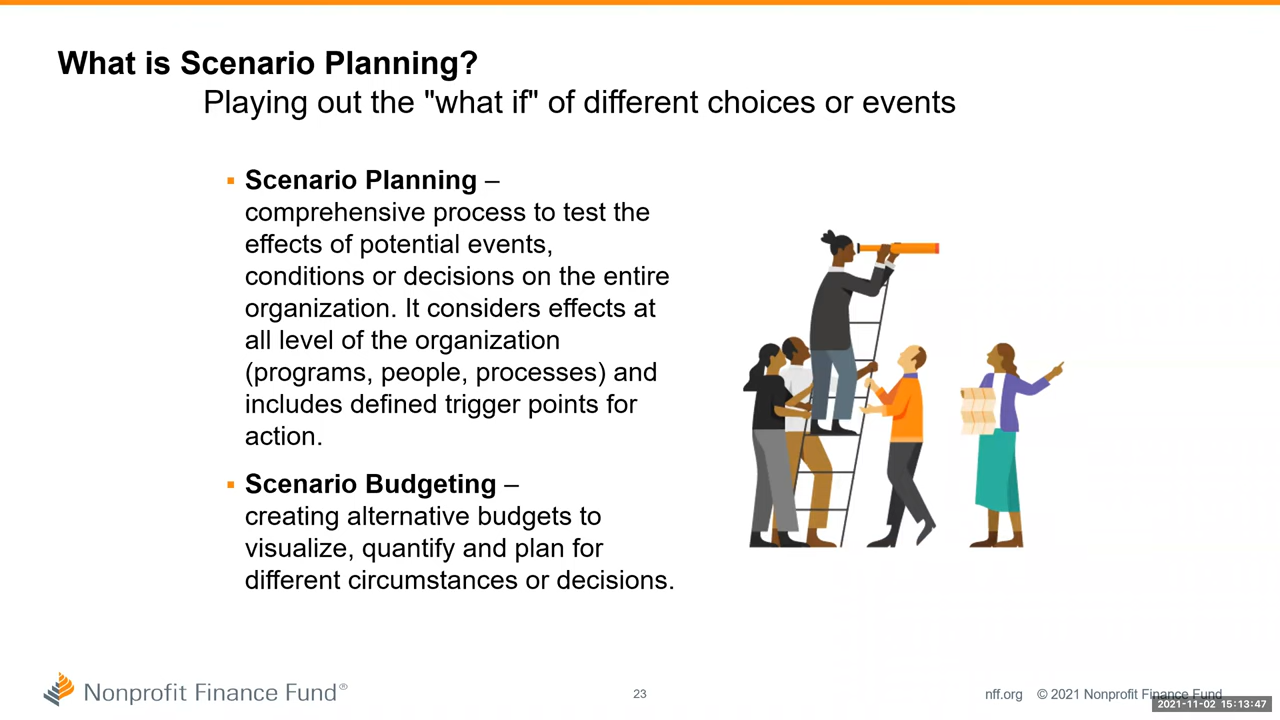 What is Scenario Planning?
Playing out the "what if" of different choices or events
▪ Scenario Planning –
comprehensive process to test the
effects of potential events,
conditions or decisions on the entire
organization. It considers effects at
all level of the organization
(programs, people, processes) and
includes defined trigger points for
action.
▪ Scenario Budgeting –
creating alternative budgets to
visualize, quantify and plan for
different circumstances or decisions.
Nonprofit Finance Fund®
23
nff.org © 2021 Nonprofit Finance Fund
2021-11-02 15:13:47